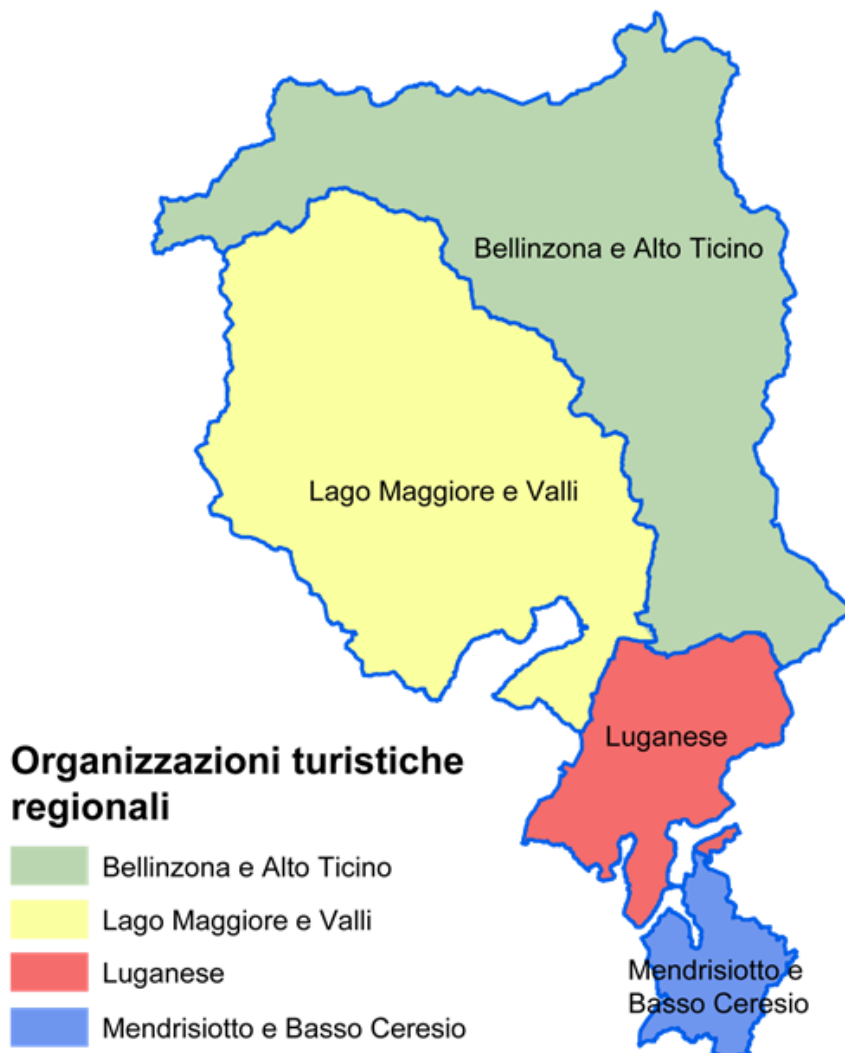 Bellinzona e Alto Ticino
Lago Maggiore e Valli
Luganese
Mendrisiotto e
Basso Ceresio
Organizzazioni turistiche
regionali
Bellinzona e Alto Ticino
Lago Maggiore e Valli
Luganese
Mendrisiotto e Basso Ceresio